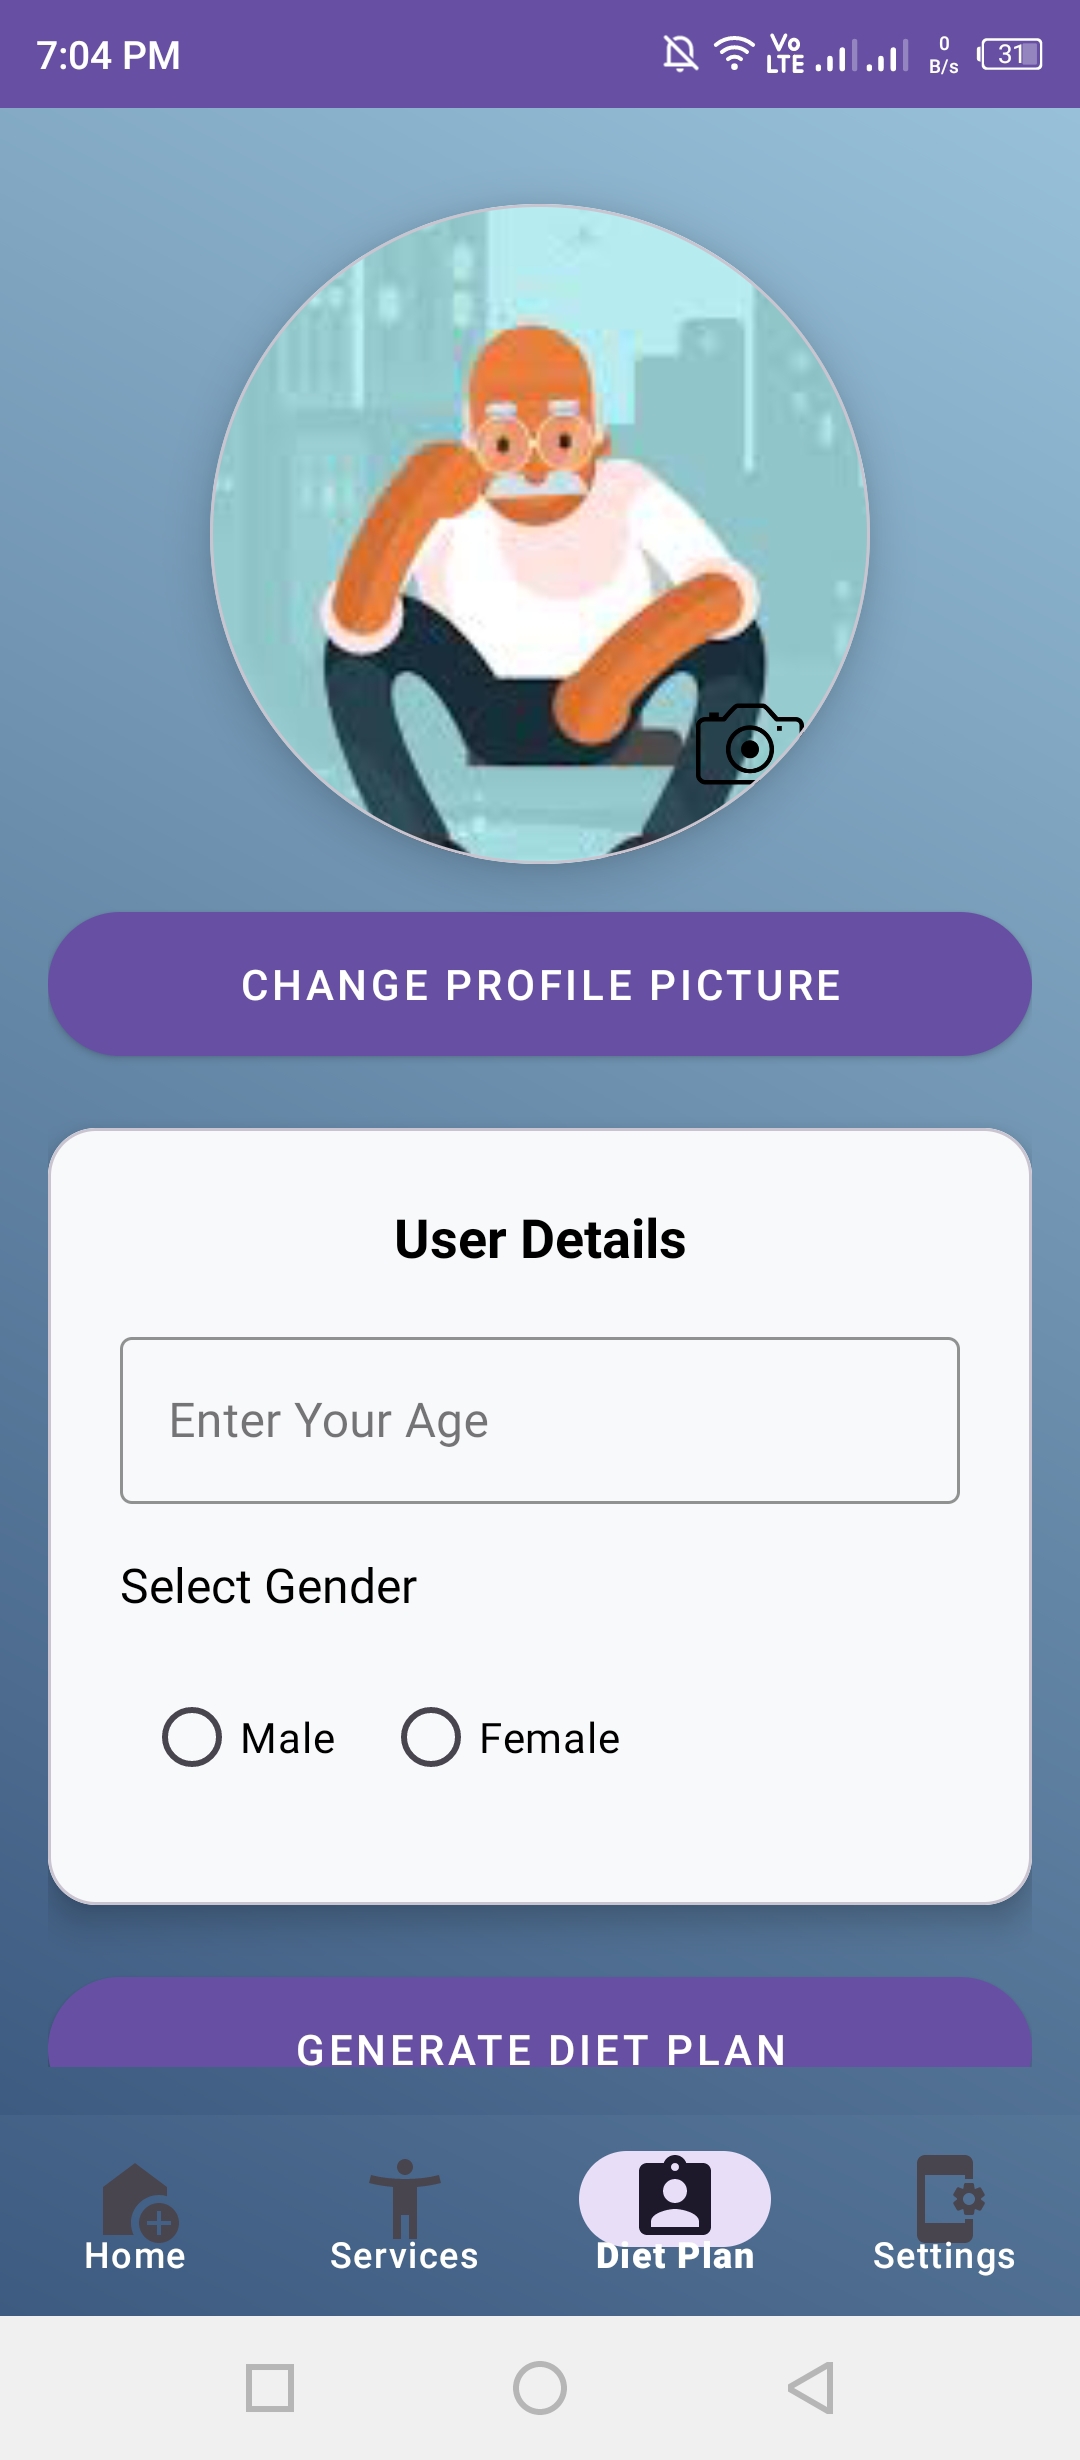 7:04 PM
Vo LTE
0 B/s
31
CHANGE PROFILE PICTURE
User Details
Enter Your Age
Select Gender
Male Female
GENERATE DIET PLAN
Home Services Diet Plan Settings